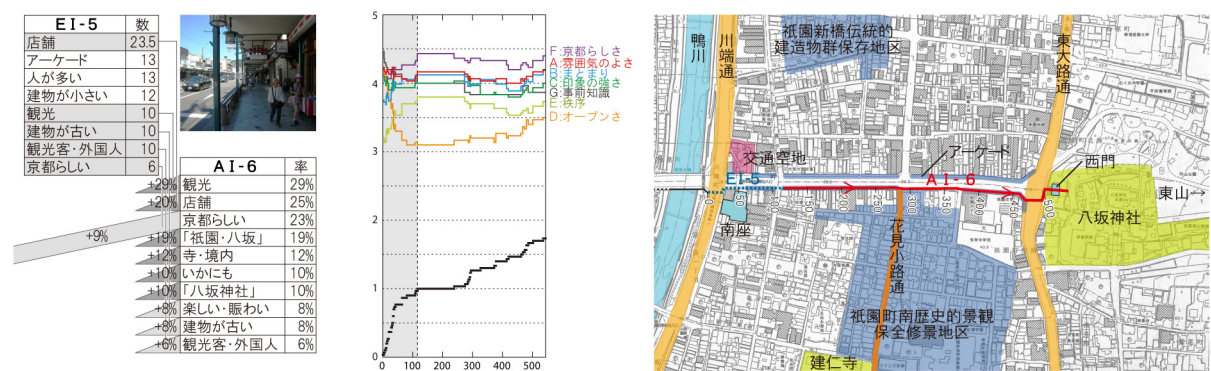 EI-5 数
店舗 23.5
アーケード 13
人が多い 13
建物が小さい 12
観光 10
建物が古い 10
観光客・外国人 10
京都らしい 6
AI-6 率
+29% 観光 29%
+20% 店舗 25%
京都らしい 23%
+9%
+19% 「祇園・八坂」 19%
+12% 寺・境内 12%
+10% いかにも 10%
+10% 「八坂神社」 10%
+8% 楽しい・賑わい 8%
+8% 建物が古い 8%
+6% 観光客・外国人 6%
5
4
3
2
1
0
0 100 200 300 400 500
F:京都らしさ
A:雰囲気のよさ
B:まとまり
C:印象の強さ
G:事前知識
E:秩序
D:オープンさ
鴨川
川端通
祇園新橋伝統的
建造物群保存地区
東大路通
交通空地
アーケード
西門
EI-5
AI-6
東山→
0 50 200 300 350 400 450 500
八坂神社
南座
花見小路通
祇園町南歴史的景観
保全修景地区
建仁寺